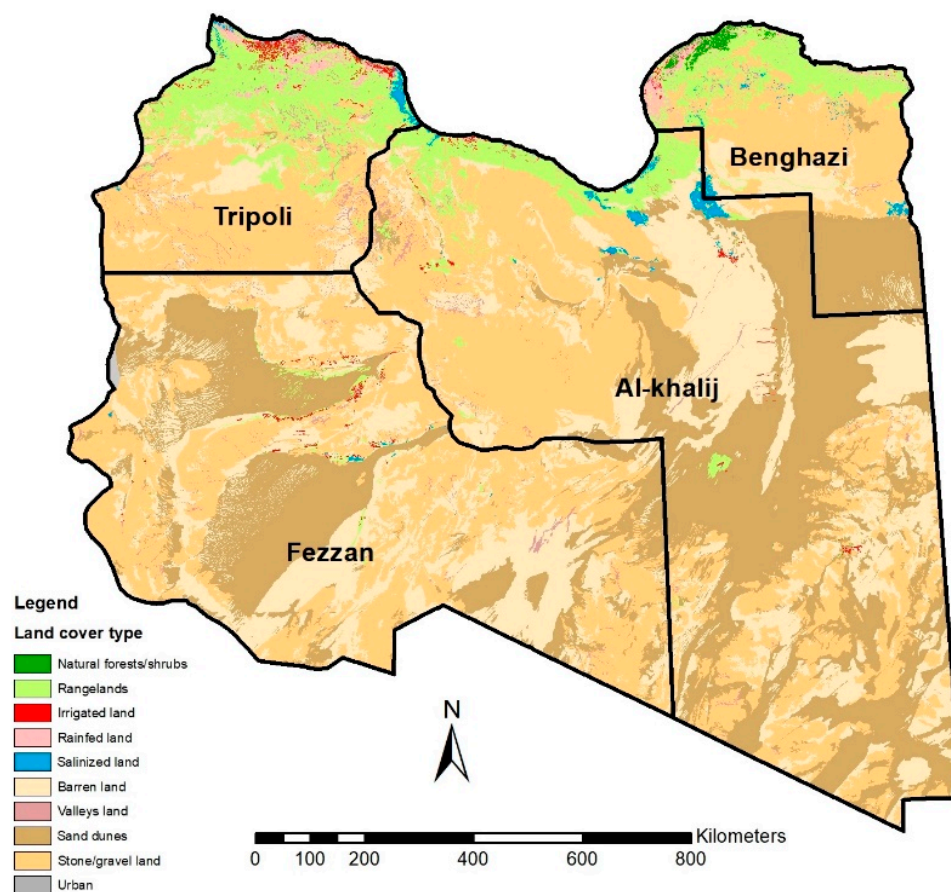 Benghazi
Tripoli
Al-khalij
Fezzan
Legend
Land cover type
Natural forests/shrubs
Rangelands
Irrigated land
Rainfed land
Salinized land
Barren land
Valleys land
Sand dunes
Stone/gravel land
Urban
N
Kilometers
0 100 200 400 600 800